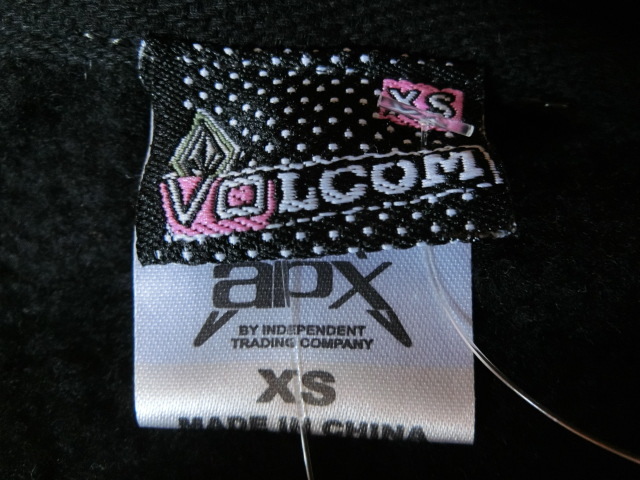 XS
VOLCOM
apx
BY INDEPENDENT
TRADING COMPANY
XS
MADE IN CHINA